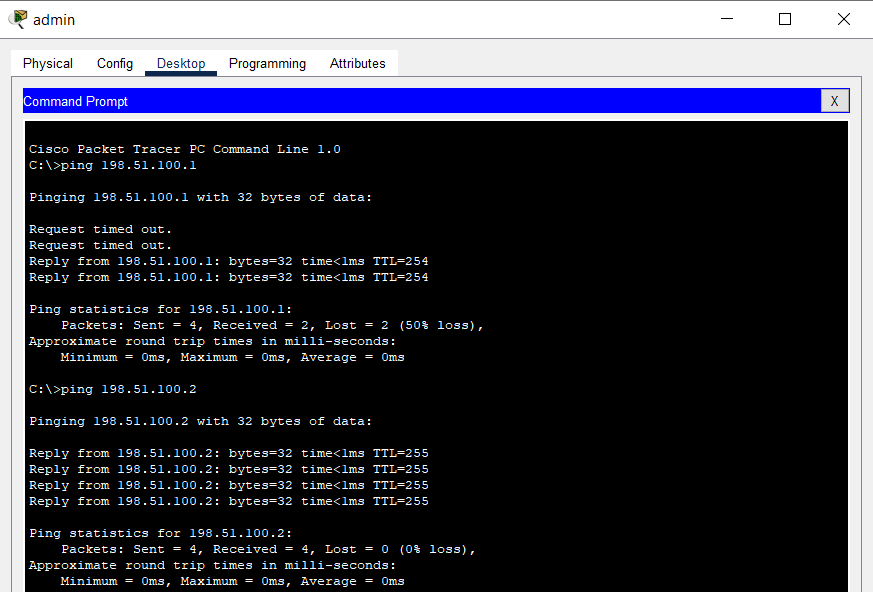 admin
Physical Config Desktop Programming Attributes
Command Prompt X
Cisco Packet Tracer PC Command Line 1.0
C:\>ping 198.51.100.1
Pinging 198.51.100.1 with 32 bytes of data:
Request timed out.
Request timed out.
Reply from 198.51.100.1: bytes=32 time<1ms TTL=254
Reply from 198.51.100.1: bytes=32 time<1ms TTL=254
Ping statistics for 198.51.100.1:
Packets: Sent = 4, Received = 2, Lost = 2 (50% loss),
Approximate round trip times in milli-seconds:
Minimum = 0ms, Maximum = 0ms, Average = 0ms
C:\>ping 198.51.100.2
Pinging 198.51.100.2 with 32 bytes of data:
Reply from 198.51.100.2: bytes=32 time<1ms TTL=255
Reply from 198.51.100.2: bytes=32 time<1ms TTL=255
Reply from 198.51.100.2: bytes=32 time<1ms TTL=255
Reply from 198.51.100.2: bytes=32 time<1ms TTL=255
Ping statistics for 198.51.100.2:
Packets: Sent = 4, Received = 4, Lost = 0 (0% loss),
Approximate round trip times in milli-seconds:
Minimum = 0ms, Maximum = 0ms, Average = 0ms